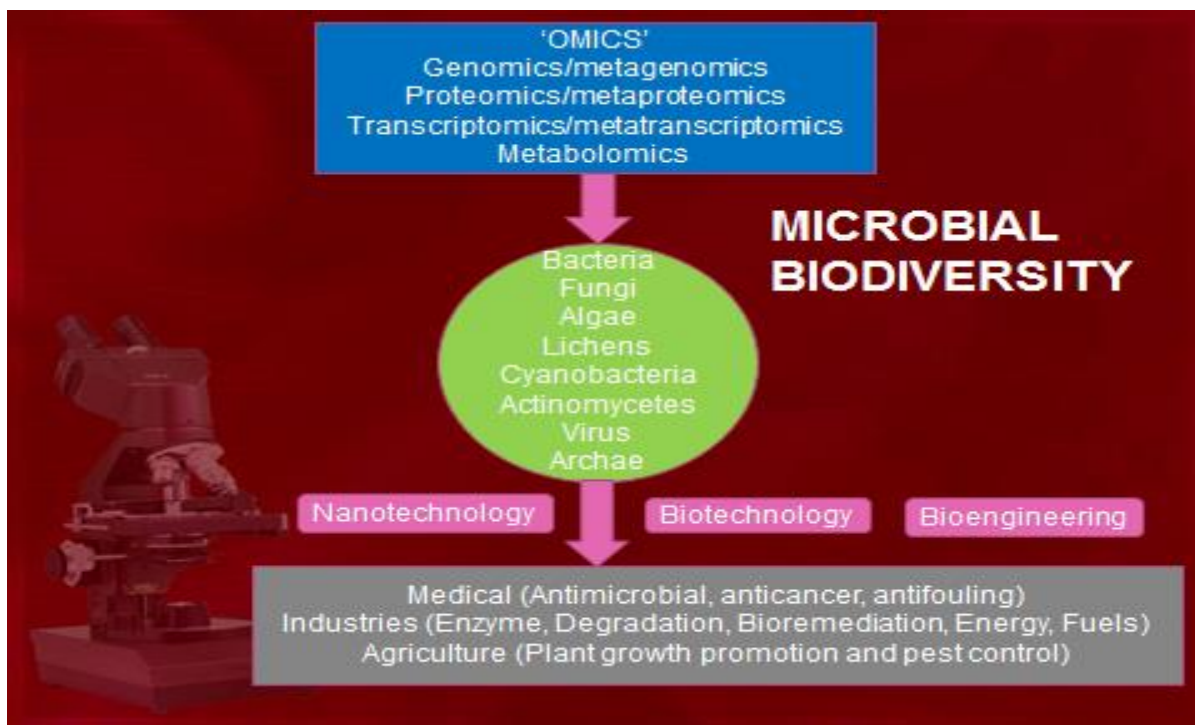 ‘OMICS’
Genomics/metagenomics
Proteomics/metaproteomics
Transcriptomics/metatranscriptomics
Metabolomics
MICROBIAL
BIODIVERSITY
Bacteria
Fungi
Algae
Lichens
Cyanobacteria
Actinomycetes
Virus
Archae
Nanotechnology
Biotechnology
Bioengineering
Medical (Antimicrobial, anticancer, antifouling)
Industries (Enzyme, Degradation, Bioremediation, Energy, Fuels)
Agriculture (Plant growth promotion and pest control)